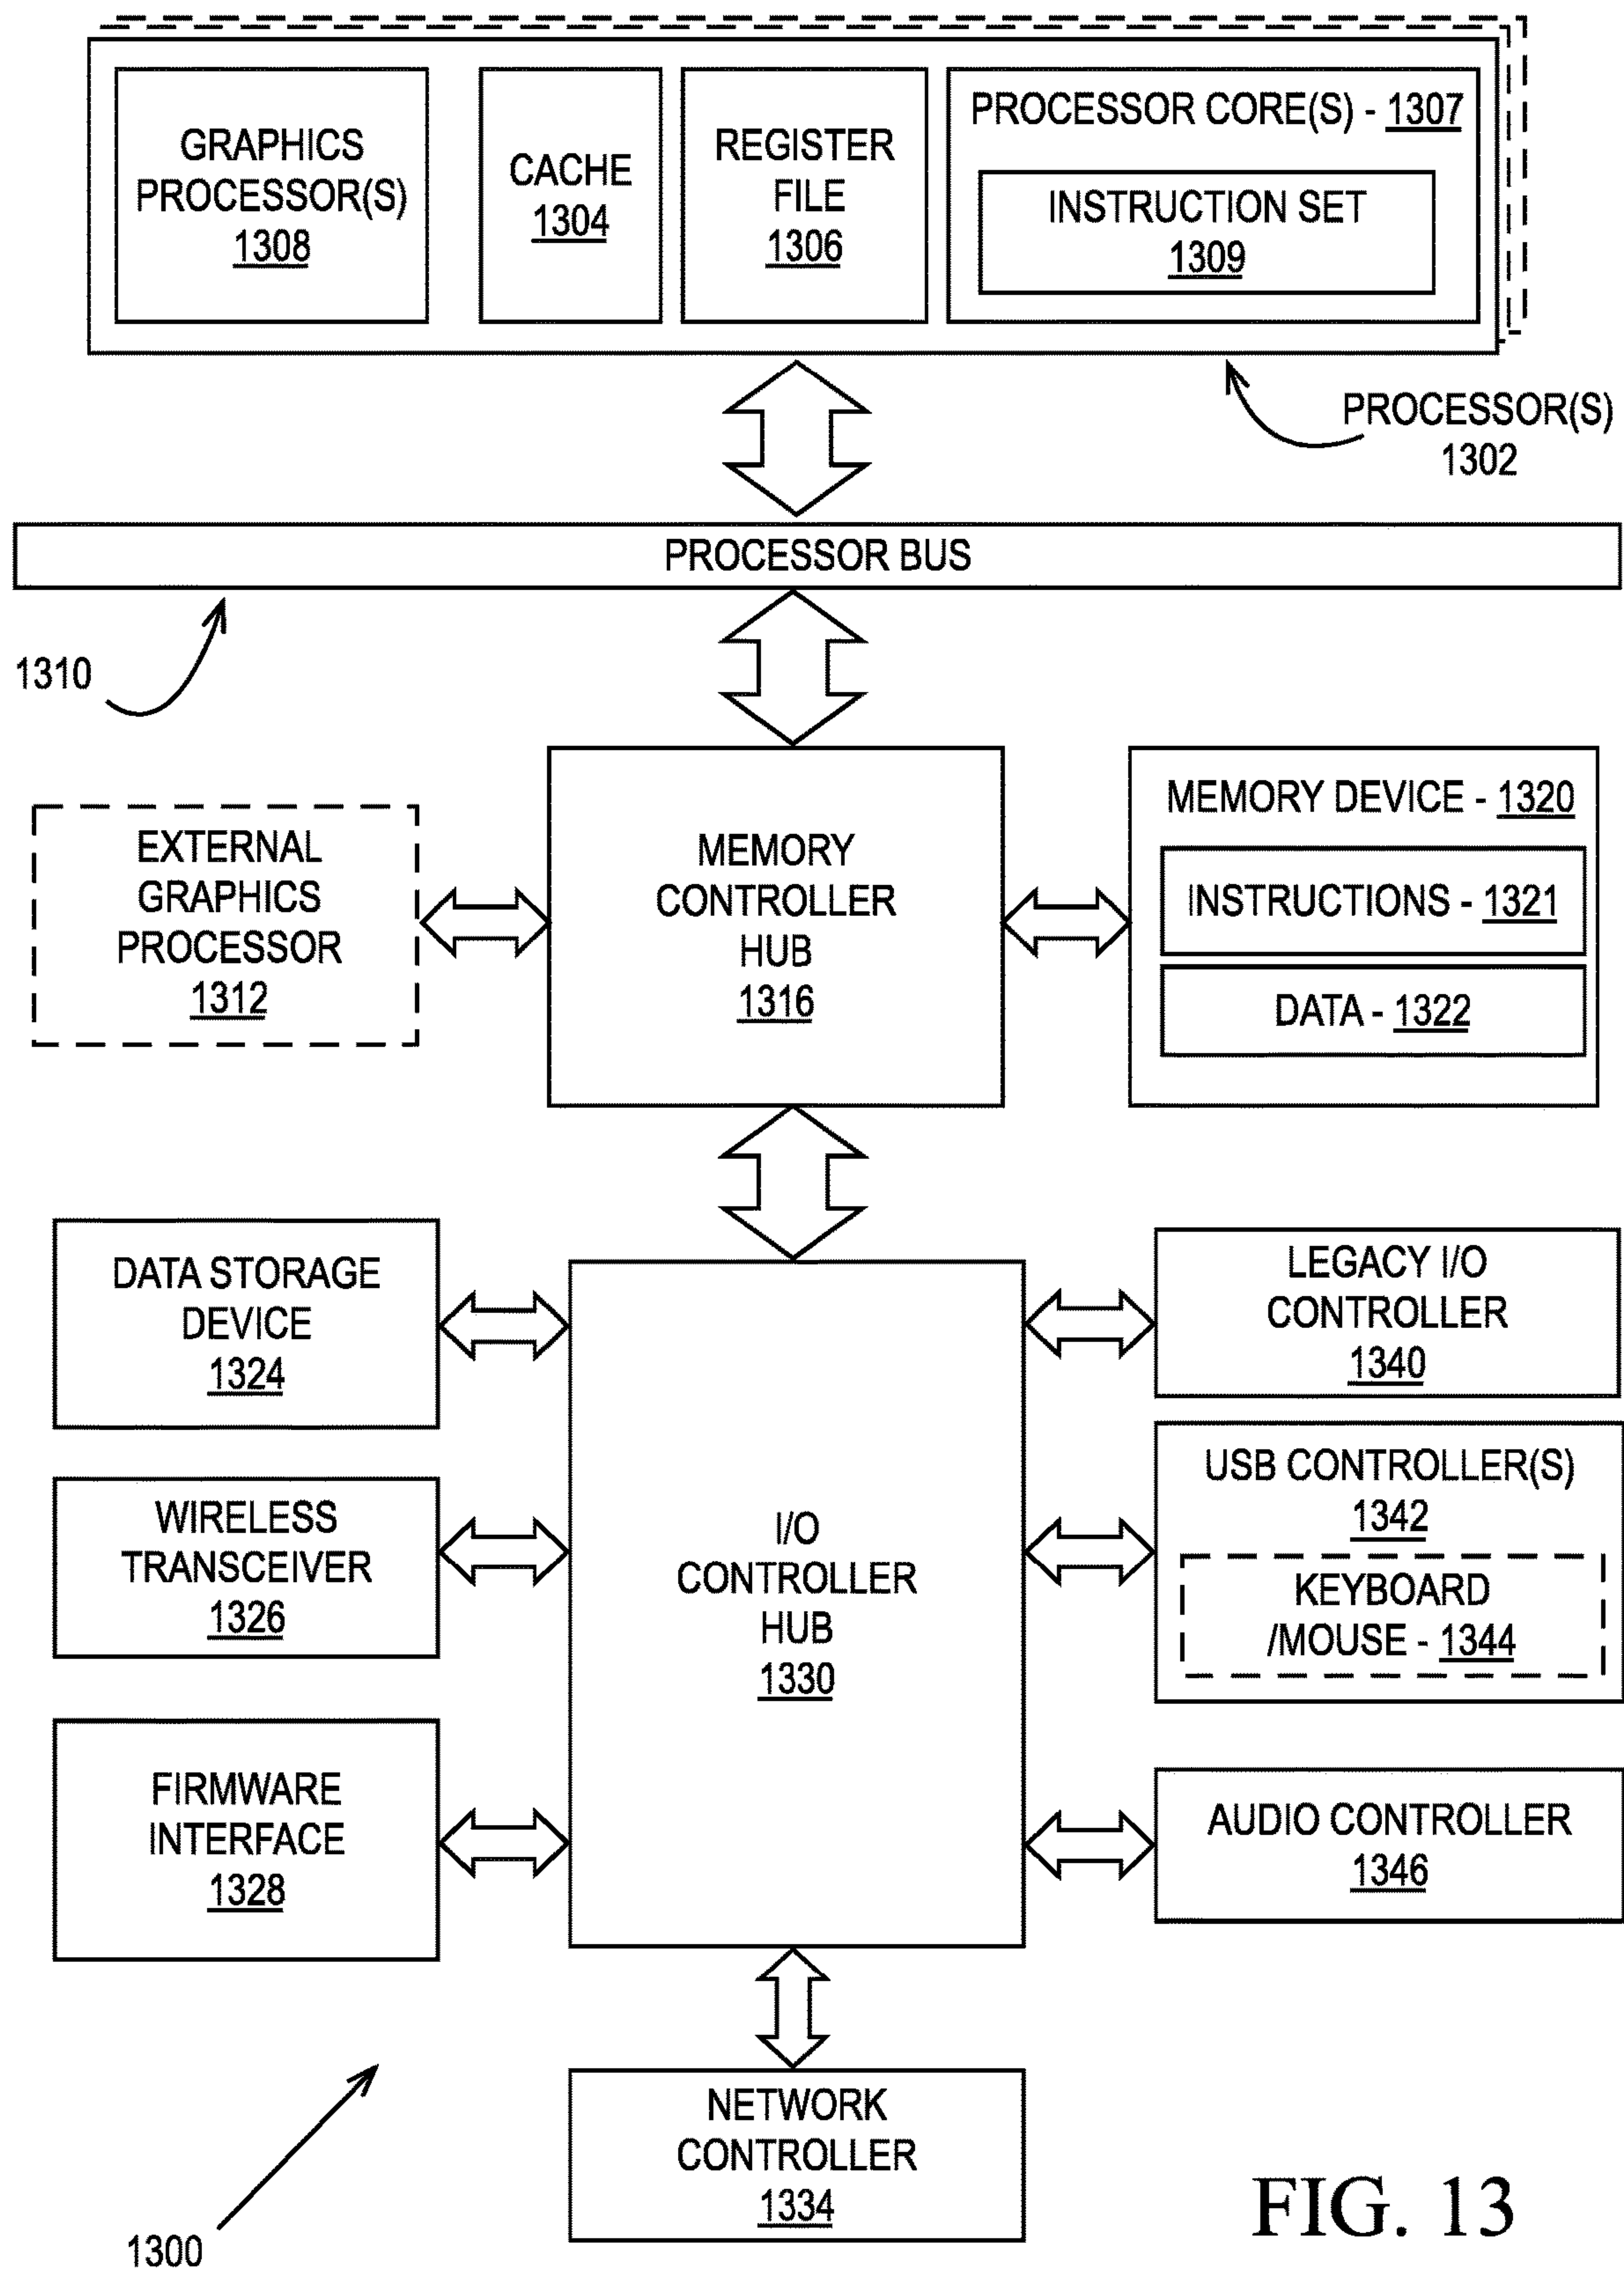 GRAPHICS
PROCESSOR(S)
1308
CACHE
1304
REGISTER
FILE
1306
PROCESSOR CORE(S) - 1307
INSTRUCTION SET
1309
PROCESSOR(S)
1302
PROCESSOR BUS
1310
EXTERNAL
GRAPHICS
PROCESSOR
1312
MEMORY
CONTROLLER
HUB
1316
MEMORY DEVICE - 1320
INSTRUCTIONS - 1321
DATA - 1322
DATA STORAGE
DEVICE
1324
WIRELESS
TRANSCEIVER
1326
FIRMWARE
INTERFACE
1328
I/O
CONTROLLER
HUB
1330
LEGACY I/O
CONTROLLER
1340
USB CONTROLLER(S)
1342
KEYBOARD
/MOUSE - 1344
AUDIO CONTROLLER
1346
NETWORK
CONTROLLER
1334
1300
FIG. 13